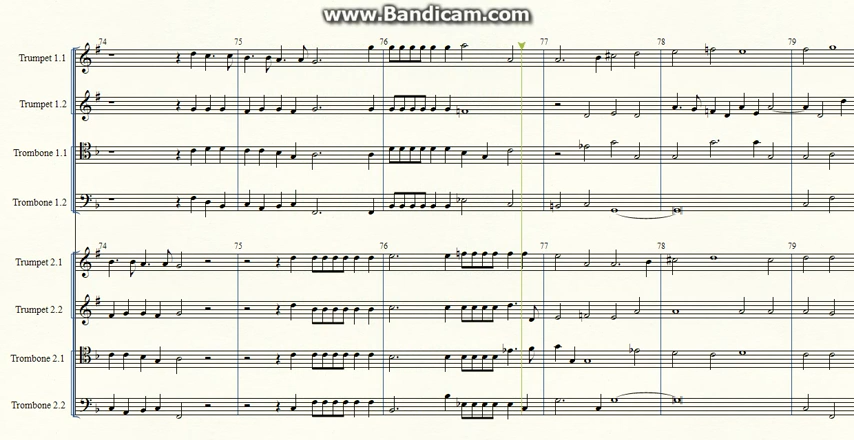 www.Bandicam.com
74 75 76 77 78 79
Trumpet 1.1
Trumpet 1.2
Trombone 1.1
Trombone 1.2
74 75 76 77 78 79
Trumpet 2.1
Trumpet 2.2
Trombone 2.1
Trombone 2.2